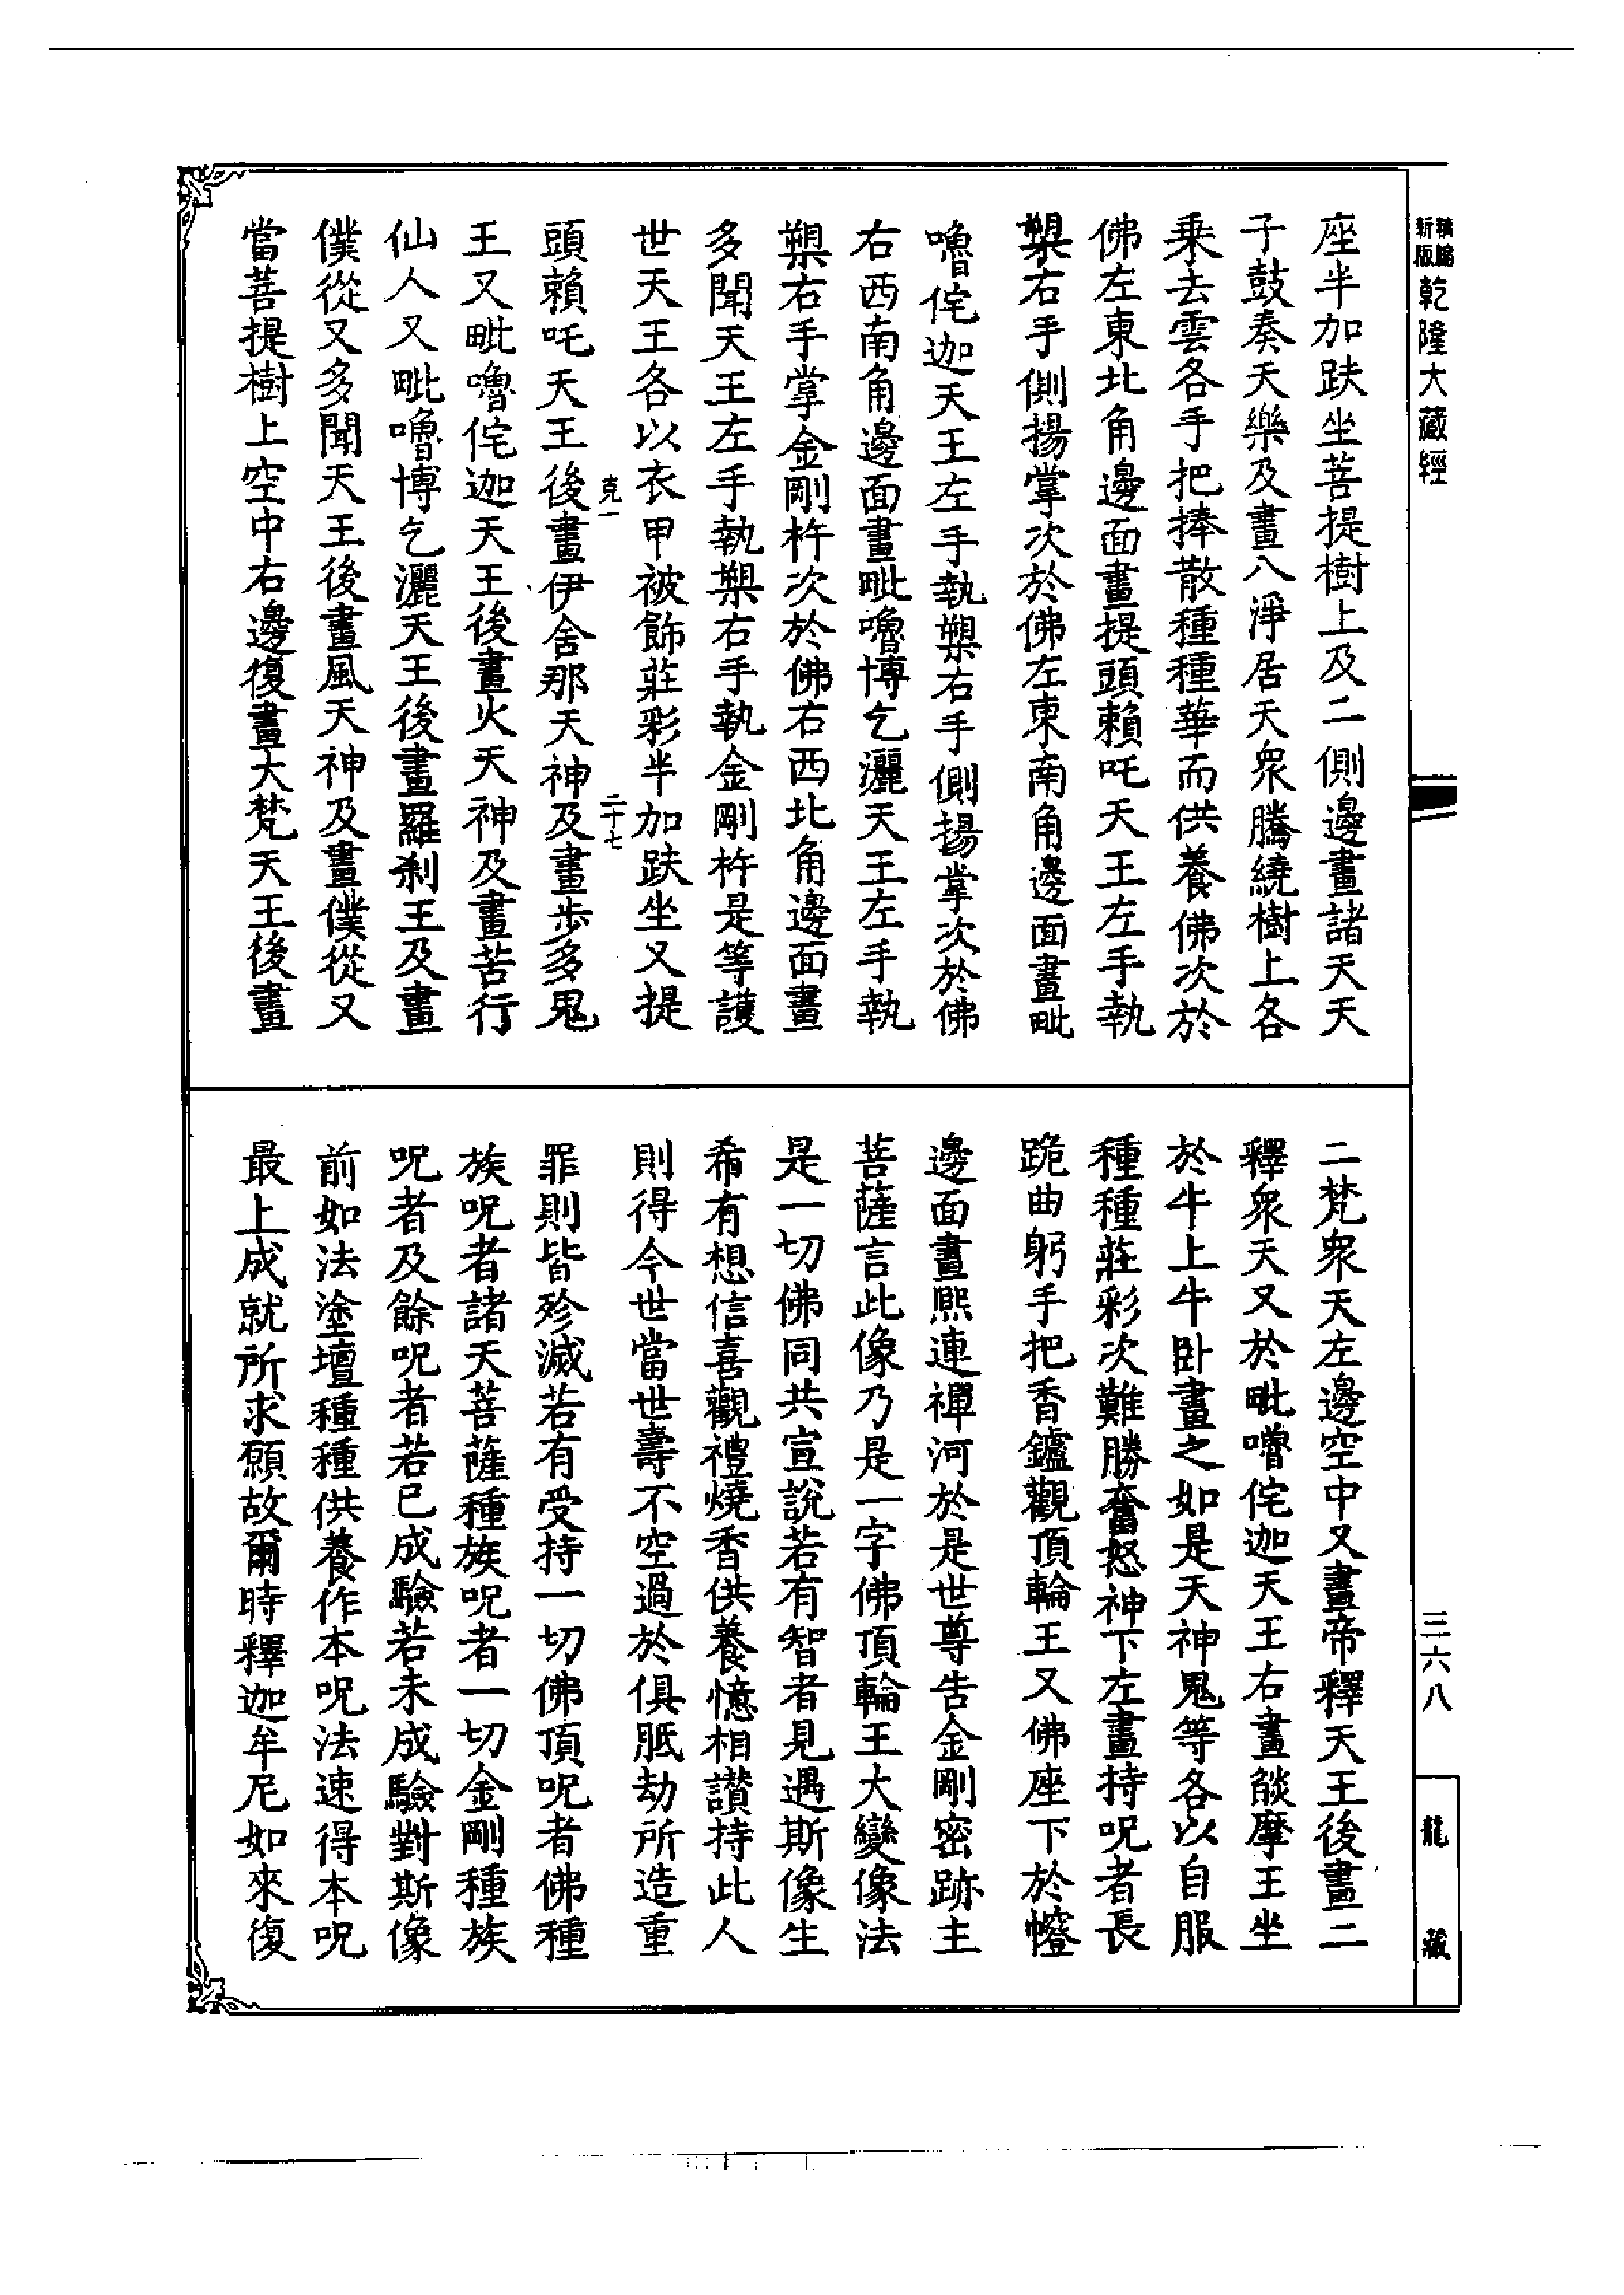 新版
精縮
乾隆大藏經
座半加趺坐菩提樹上及二側邊畫諸天天
子鼓奏天樂及畫八淨居天眾騰繞樹上各
乘去雲各手把捧散種種華而供養佛次於
佛左東北角邊面畫提頭賴吒天王左手執
槊右手側揚掌次於佛左東南角邊面畫毗
嚕侘迦天王左手執槊右手側揚掌次於佛
右西南角邊面畫毗嚕博乞灑天王左手執
槊右手掌金剛杵次於佛右西北角邊面畫
多聞天王左手執槊右手執金剛杵是等護
世天王各以衣甲被飾莊彩半加趺坐又提
克一
二十七
頭賴吒天王後畫伊舍那天神及畫步多鬼
王又毗嚕侘迦天王後畫火天神及畫苦行
仙人又毗嚕博乞灑天王後畫羅剎王及畫
僕從又多聞天王後畫風天神及畫僕從又
當菩提樹上空中右邊復畫大梵天王後畫
二梵眾天左邊空中又畫帝釋天王後畫二
釋眾天又於毗嚕侘迦天王右畫燄摩王坐
於牛上牛卧畫之如是天神鬼等各以自服
種種莊彩次難勝奮怒神下左畫持呪者長
跪曲躬手把香鑪觀頂輪王又佛座下於幰
邊面畫熙連禪河於是世尊告金剛密跡主
菩薩言此像乃是一字佛頂輪王大變像法
是一切佛同共宣說若有智者見遇斯像生
希有想信喜觀禮燒香供養憶相讚持此人
則得今世當世壽不空過於俱胝劫所造重
罪則皆殄滅若有受持一切佛頂呪者佛種
族呪者諸天菩薩種族呪者一切金剛種族
呪者及餘呪者若已成驗若未成驗對斯像
前如法塗壇種種供養作本呪法速得本呪
最上成就所求願故爾時釋迦牟尼如來復
三六八
龍藏